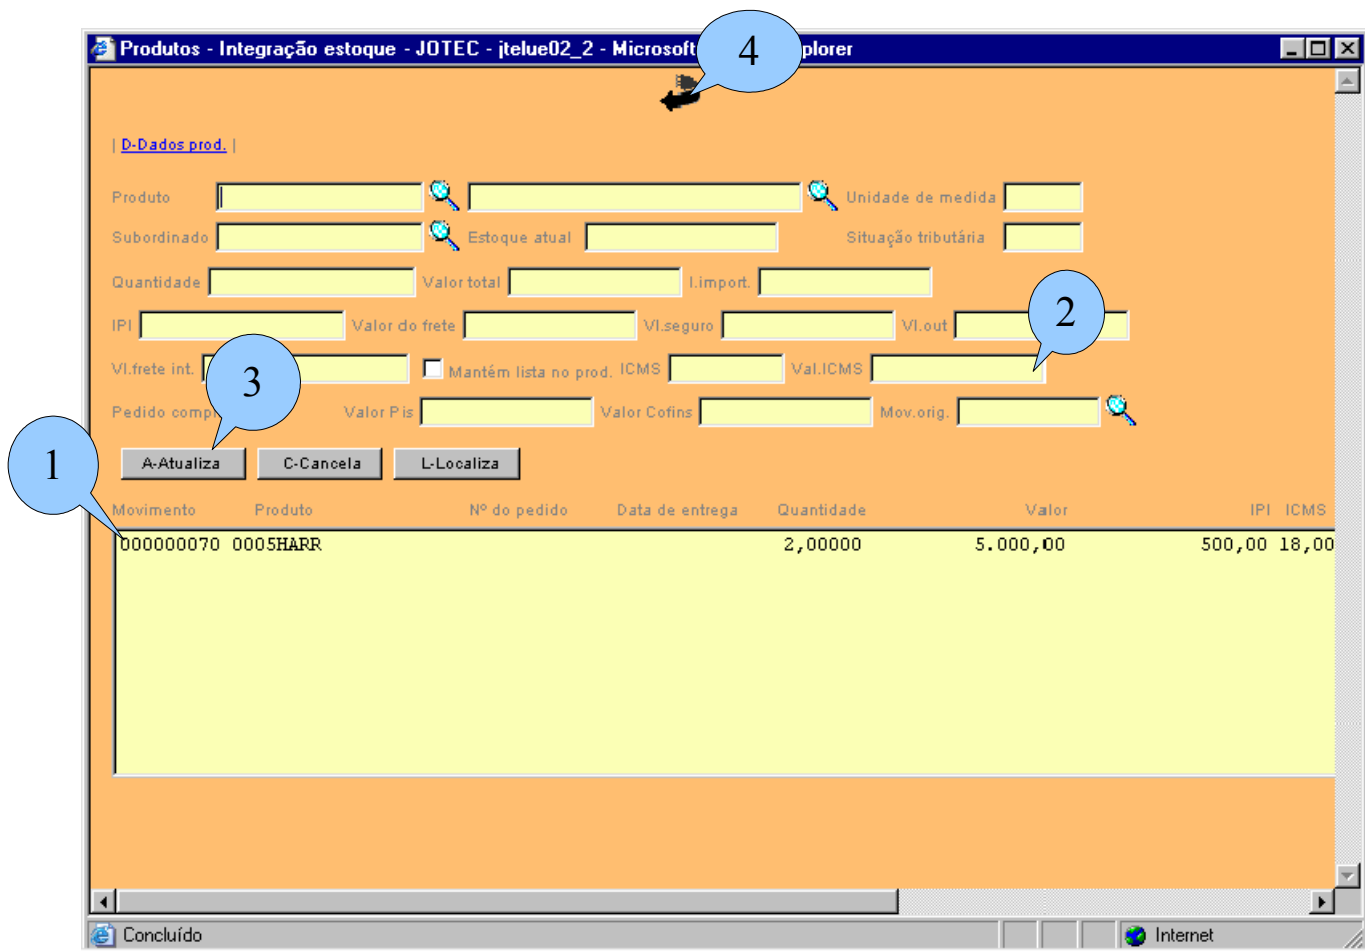 Produtos - Integração estoque - JOTEC - jtelue02_2 - Microsoft plorer
4
| D-Dados prod. |
Produto Unidade de medida
Subordinado Estoque atual Situação tributária
Quantidade Valor total I.import.
2
IPI Valor do frete Vl.seguro Vl.out
Vl.frete int. Mantém lista no prod. ICMS Val.ICMS
3
Pedido comp Valor Pis Valor Cofins Mov.orig.
1
A-Atualiza C-Cancela L-Localiza
Movimento Produto Nº do pedido Data de entrega Quantidade Valor IPI ICMS
000000070 0005HARR 2,00000 5.000,00 500,00 18,00
Concluído Internet